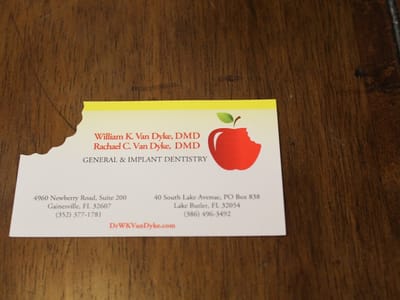 William K. Van Dyke, DMD
Rachael C. Van Dyke, DMD
GENERAL & IMPLANT DENTISTRY
4960 Newberry Road, Suite 200
Gainesville, FL 32607
(352) 377-1781
40 South Lake Avenue, PO Box 838
Lake Butler, FL 32054
(386) 496-3492
DrWKVanDyke.com